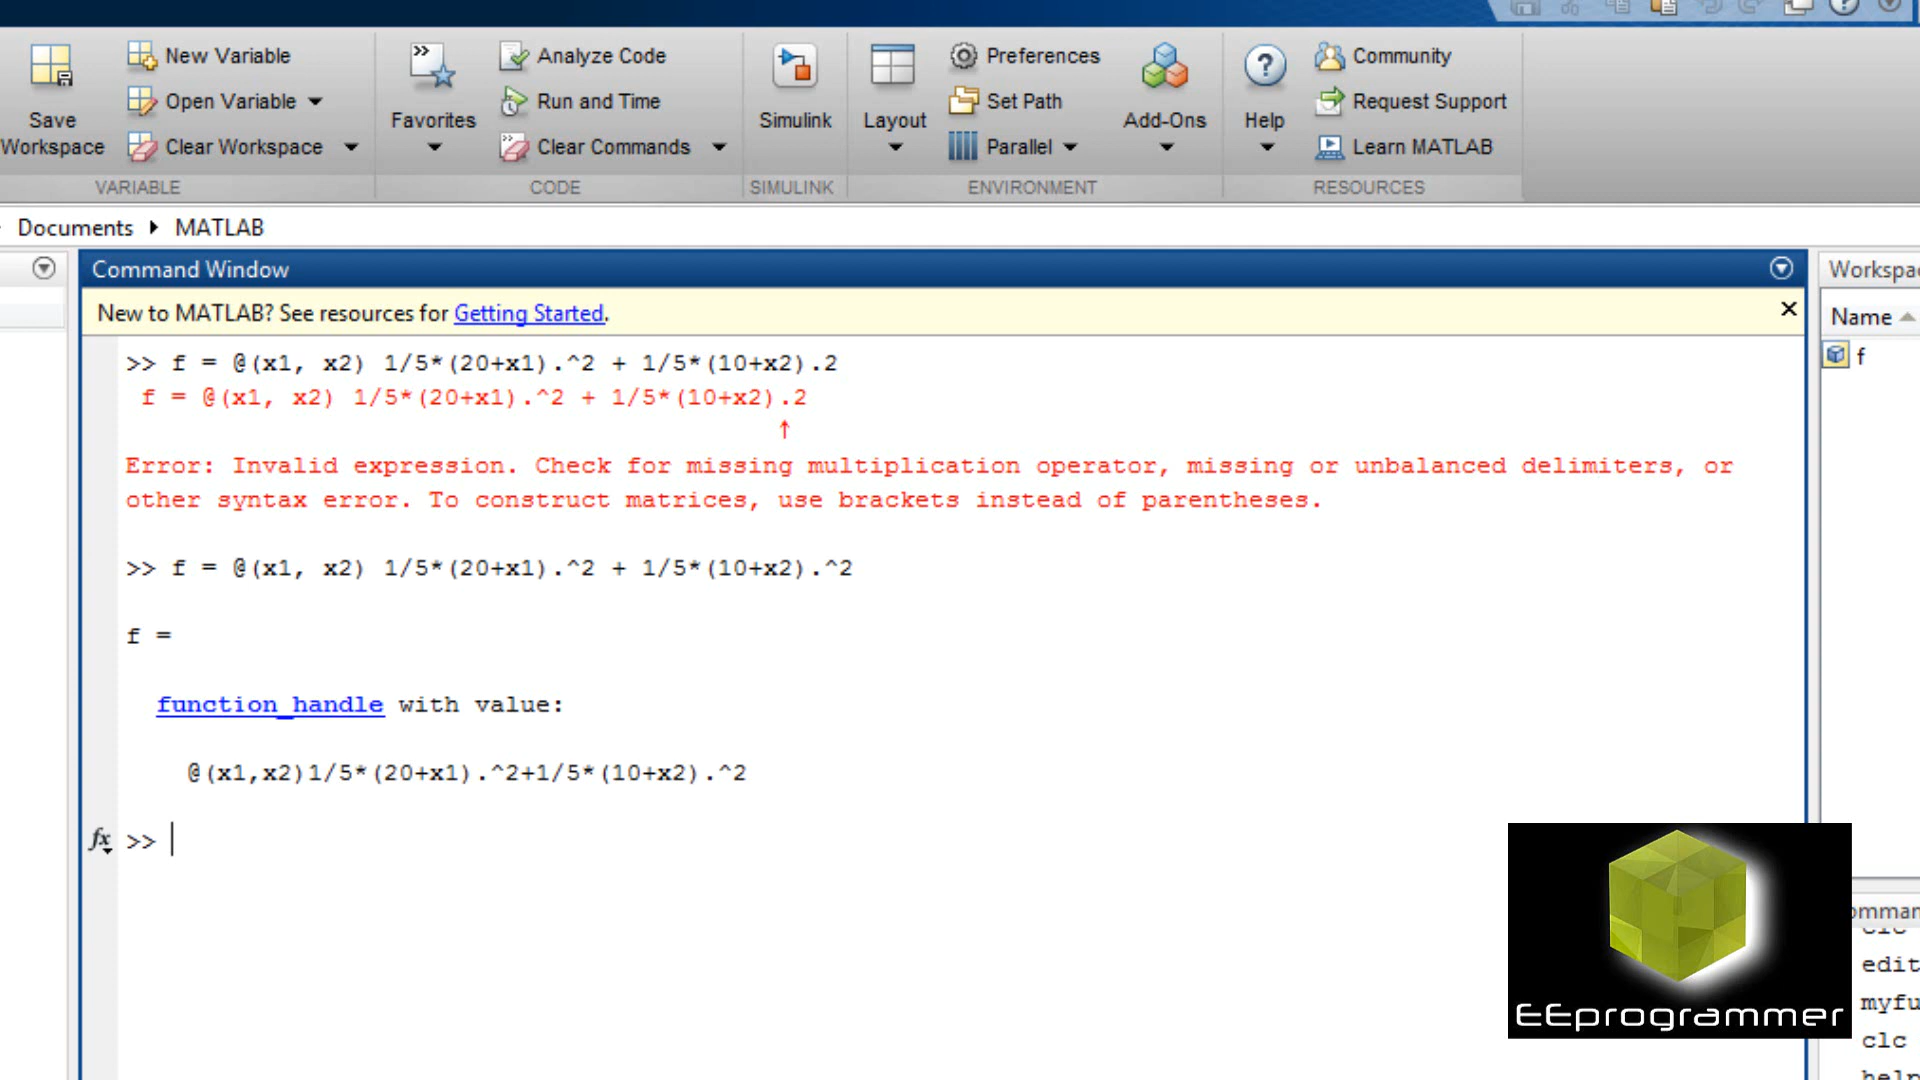 New Variable
Analyze Code
Preferences
Community
Open Variable
Run and Time
Set Path
Request Support
Save
Workspace
Favorites
Simulink
Layout
Add-Ons
Help
Clear Workspace
Clear Commands
Parallel
Learn MATLAB
VARIABLE
CODE
SIMULINK
ENVIRONMENT
RESOURCES
Documents
MATLAB
Command Window
New to MATLAB? See resources for Getting Started.
Name
f
>> f = @(x1, x2) 1/5*(20+x1).^2 + 1/5*(10+x2).2
f = @(x1, x2) 1/5*(20+x1).^2 + 1/5*(10+x2).2
↑
Error: Invalid expression. Check for missing multiplication operator, missing or unbalanced delimiters, or
other syntax error. To construct matrices, use brackets instead of parentheses.
>> f = @(x1, x2) 1/5*(20+x1).^2 + 1/5*(10+x2).^2
f =
function_handle with value:
@(x1,x2)1/5*(20+x1).^2+1/5*(10+x2).^2
fx >>
EEprogrammer
clc
edit
clc